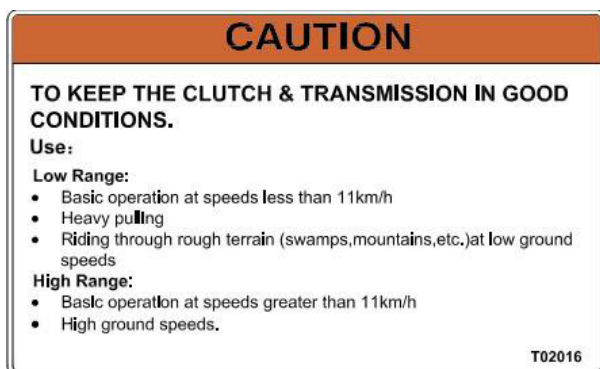 CAUTION
TO KEEP THE CLUTCH & TRANSMISSION IN GOOD
CONDITIONS.
Use:
Low Range:
• Basic operation at speeds less than 11km/h
• Heavy pulling
• Riding through rough terrain (swamps,mountains,etc.)at low ground
speeds
High Range:
• Basic operation at speeds greater than 11km/h
• High ground speeds.
T02016